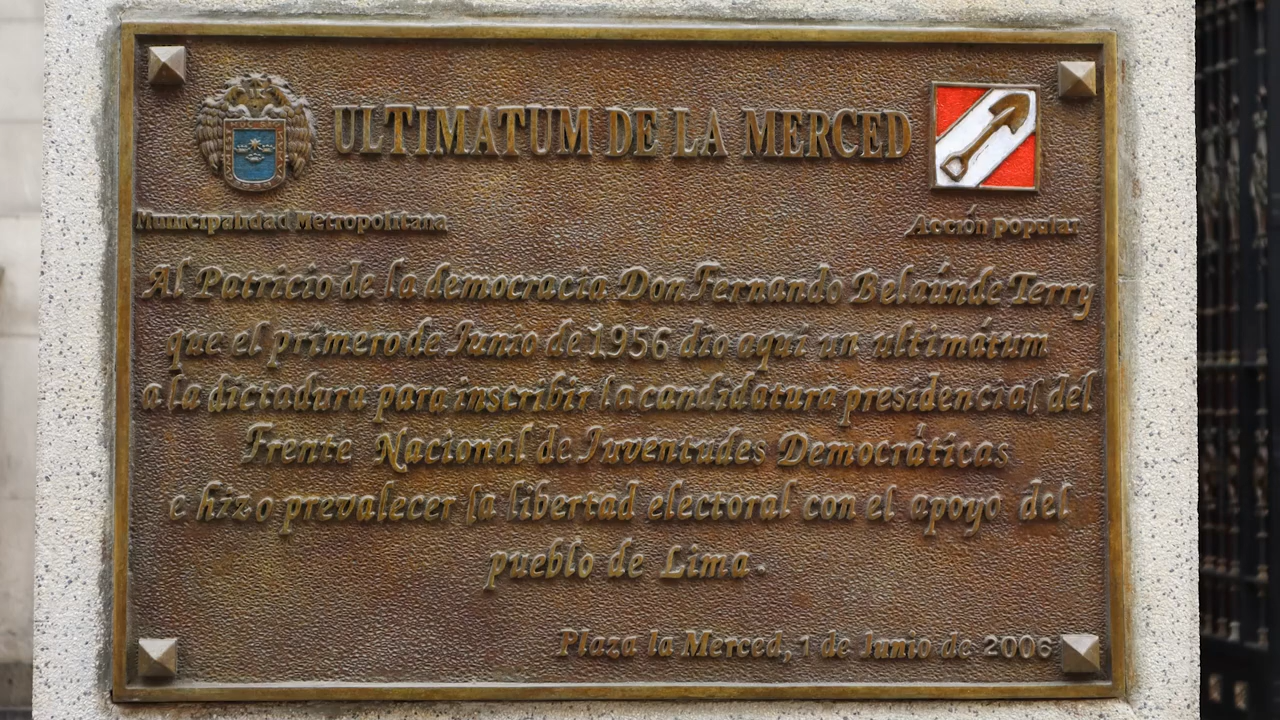 ULTIMATUM DE LA MERCED
Municipalidad Metropolitana
Acción popular
Al Patricio de la democracia Don Fernando Belaúnde Terry
que el primero de Junio de 1956 dio aqui un ultimátum
a la dictadura para inscribir la candidatura presidencial del
Frente Nacional de Juventudes Democráticas
e hizo prevalecer la libertad electoral con el apoyo del
pueblo de Lima.
Plaza la Merced, 1 de Junio de 2006